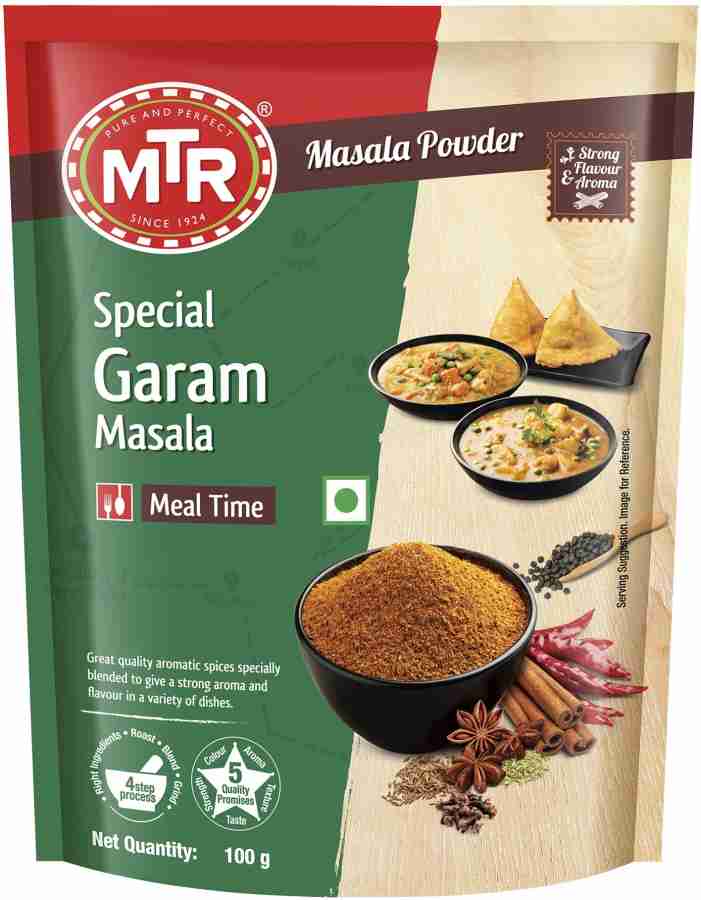 PURE AND PERFECT
MTR
®
SINCE 1924
Masala Powder
Strong
Flavour
& Aroma
Special
Garam
Masala
Meal Time
Serving Suggestion. Image for Reference.
Great quality aromatic spices specially
blended to give a strong aroma and
flavour in a variety of dishes.
Right Ingredients • Roast • Blend • Grind •
4step
process
Colour
Aroma
Strength
5
Quality
Promises
Texture
Taste
Net Quantity: 100 g